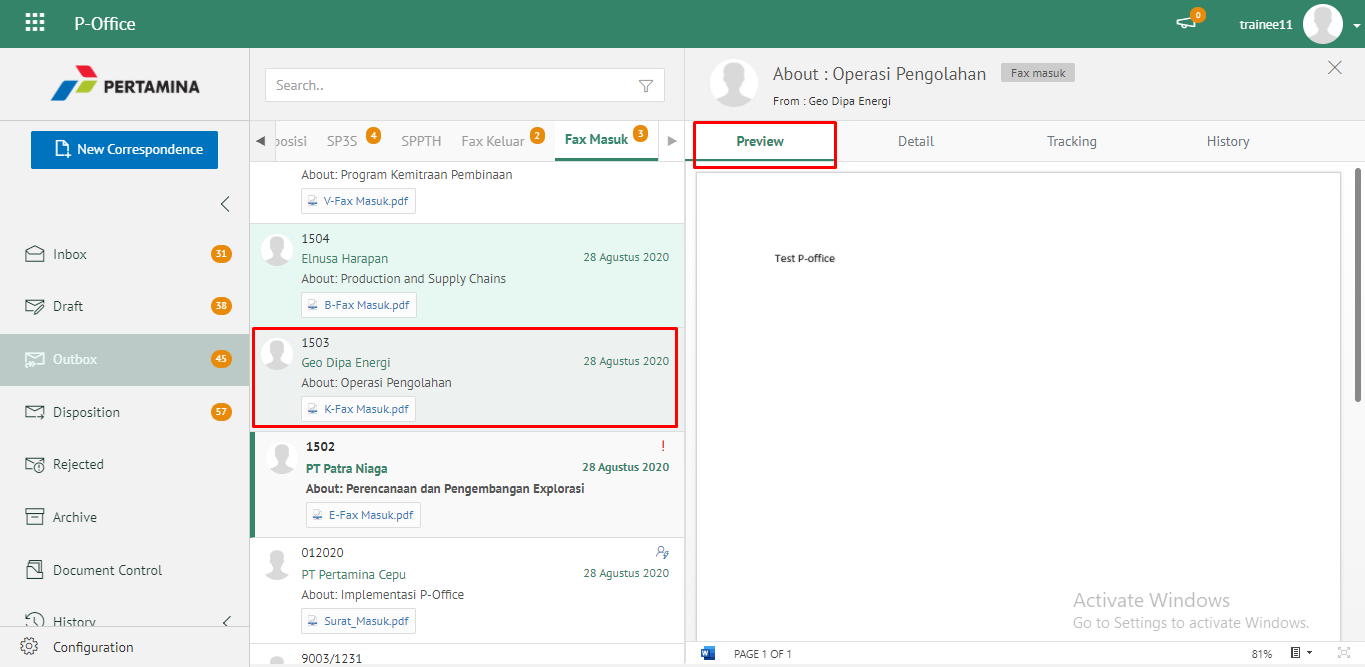 P-Office
0
trainee11
PERTAMINA
New Correspondence
Inbox 31
Draft 38
Outbox 45
Disposition 57
Rejected
Archive
Document Control
History
Configuration
Search..
posisi SP3S 4 SPPTH Fax Keluar 2 Fax Masuk 3
About: Program Kemitraan Pembinaan
V-Fax Masuk.pdf
1504
Elnusa Harapan 28 Agustus 2020
About: Production and Supply Chains
B-Fax Masuk.pdf
1503
Geo Dipa Energi 28 Agustus 2020
About: Operasi Pengolahan
K-Fax Masuk.pdf
1502 !
PT Patra Niaga 28 Agustus 2020
About: Perencanaan dan Pengembangan Explorasi
E-Fax Masuk.pdf
012020
PT Pertamina Cepu 28 Agustus 2020
About: Implementasi P-Office
Surat_Masuk.pdf
9003/1231
About : Operasi Pengolahan Fax masuk
From : Geo Dipa Energi
Preview Detail Tracking History
Test P-office
Activate Windows
Go to Settings to activate Windows.
PAGE 1 OF 1 81%